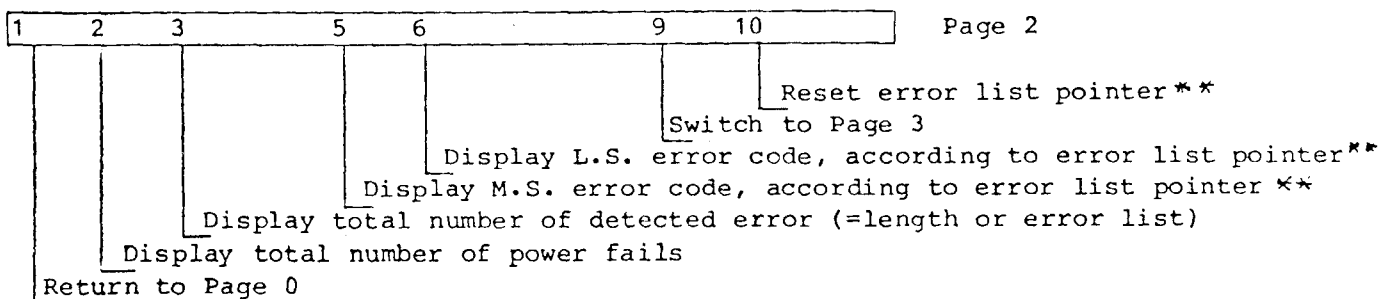 1 2 3 5 6 9 10 Page 2
Reset error list pointer**
Switch to Page 3
Display L.S. error code, according to error list pointer**
Display M.S. error code, according to error list pointer **
Display total number of detected error (=length or error list)
Display total number of power fails
Return to Page 0